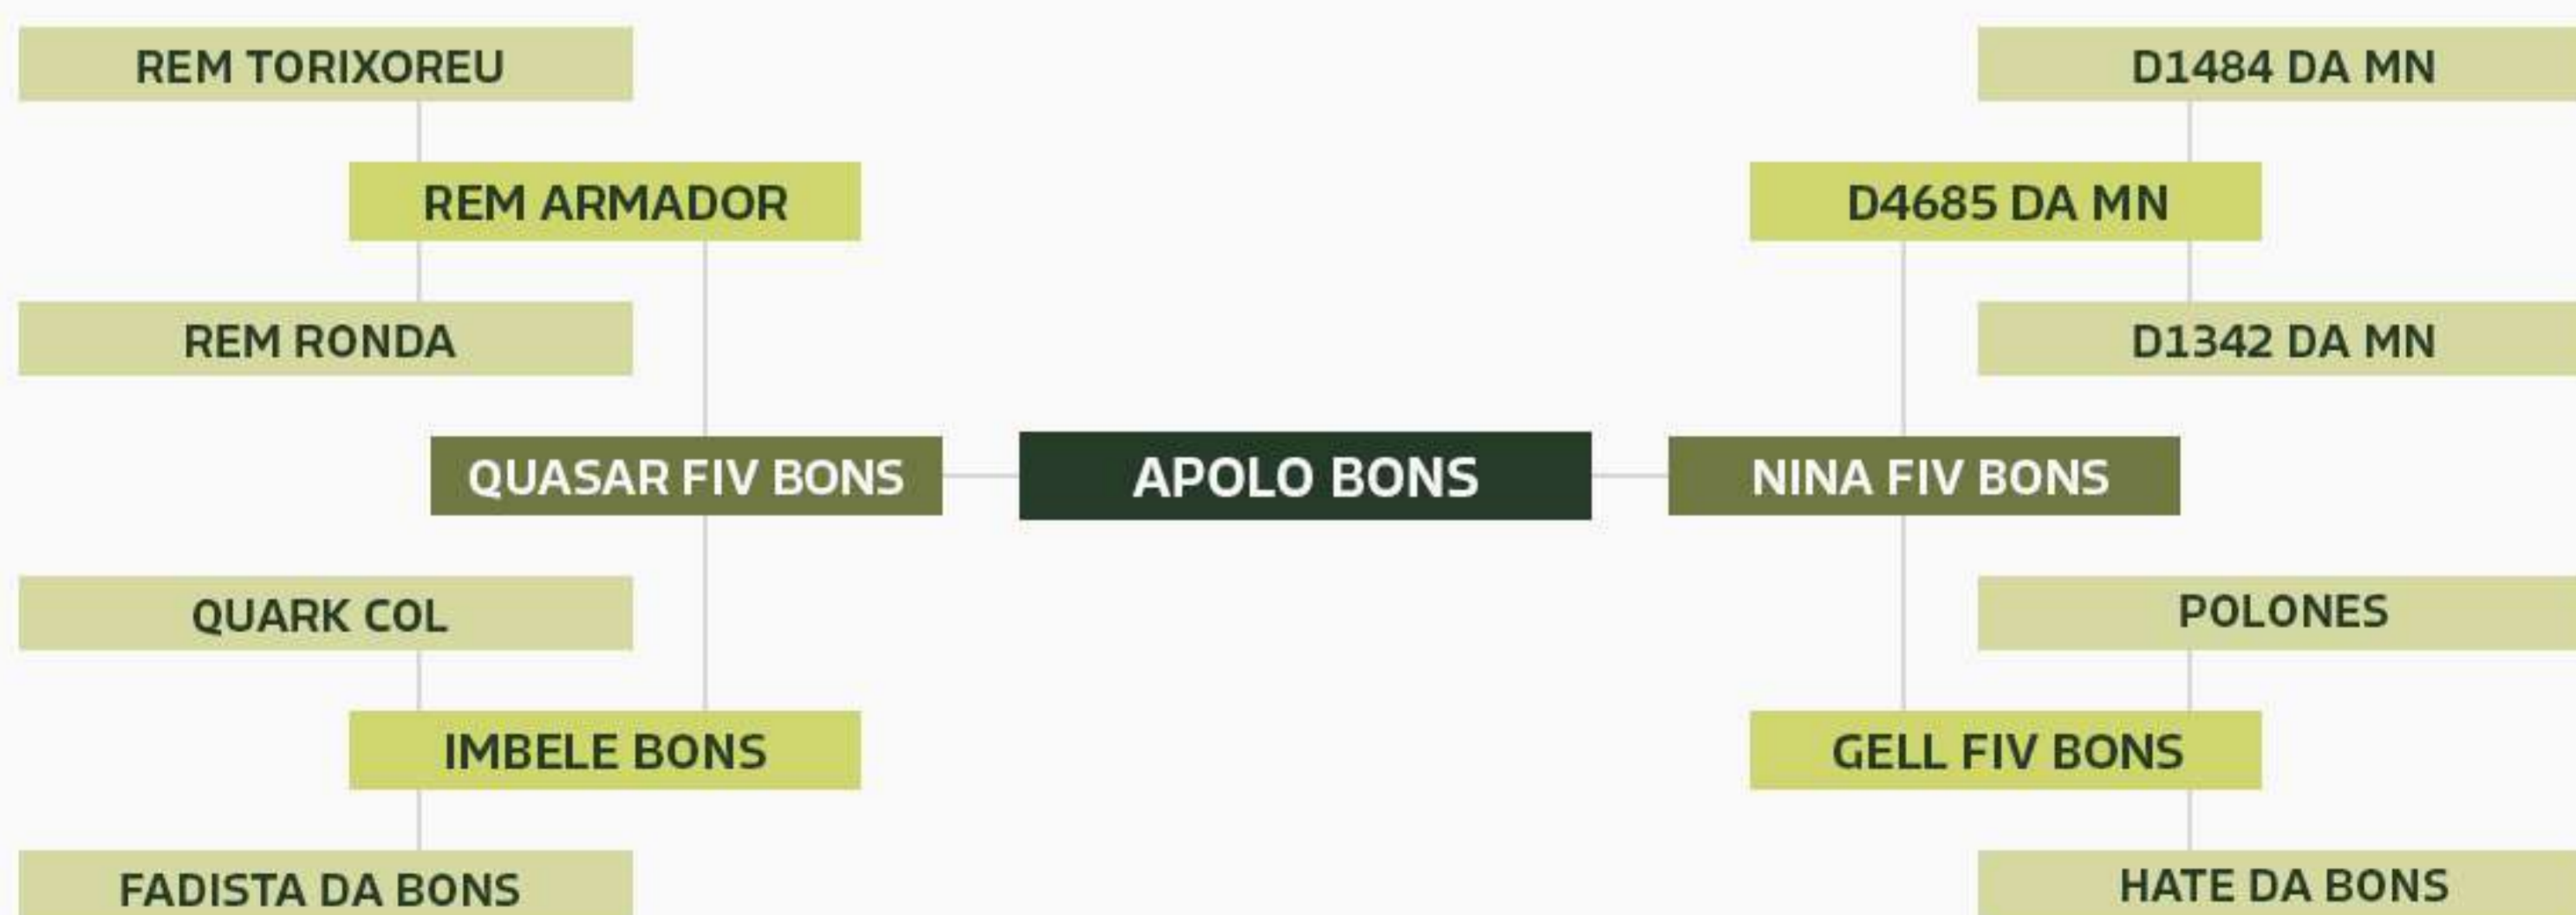 REM TORIXOREU
D1484 DA MN
REM ARMADOR
D4685 DA MN
REM RONDA
D1342 DA MN
QUASAR FIV BONS
APOLO BONS
NINA FIV BONS
QUARK COL
POLONES
IMBELE BONS
GELL FIV BONS
FADISTA DA BONS
HATE DA BONS